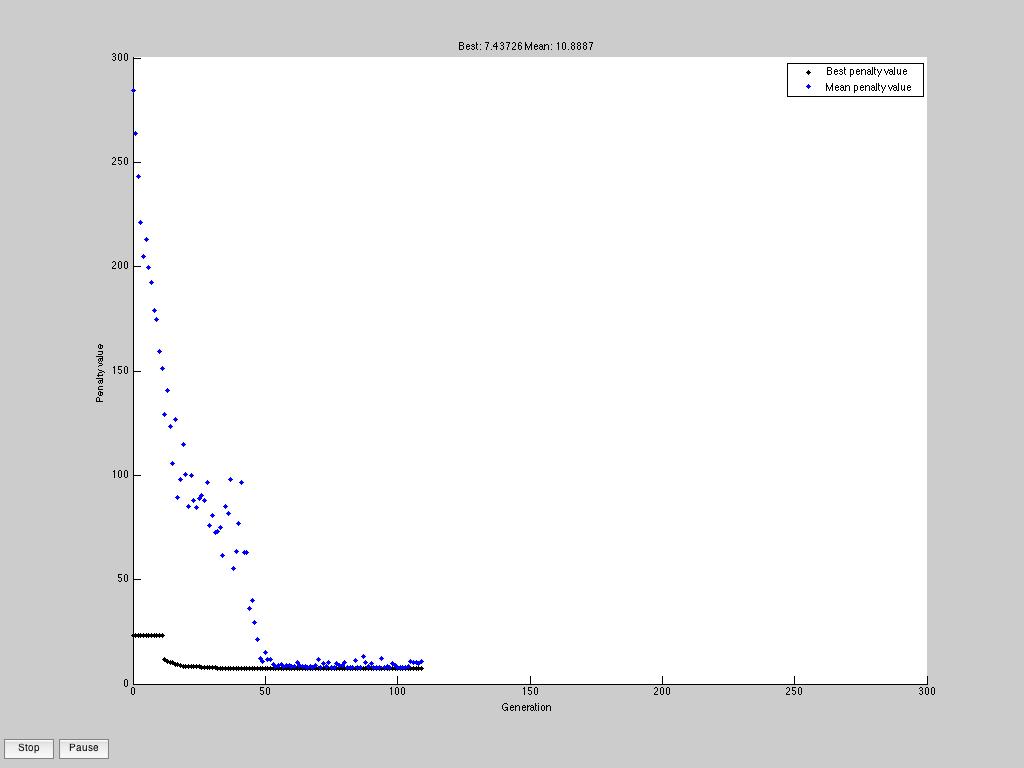 Best: 7.43726 Mean: 10.8887
300
Best penalty value
Mean penalty value
250
200
150
100
50
0
Penalty value
0 50 100 150 200 250 300
Generation
Stop Pause